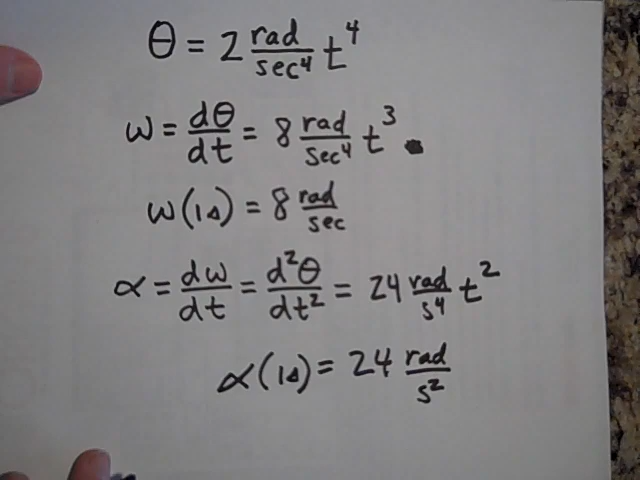 θ = 2 rad/sec⁴ t⁴
ω = dθ/dt = 8 rad/sec⁴ t³
ω(1s) = 8 rad/sec
α = dω/dt = d²θ/dt² = 24 rad/s⁴ t²
α(1s) = 24 rad/s²